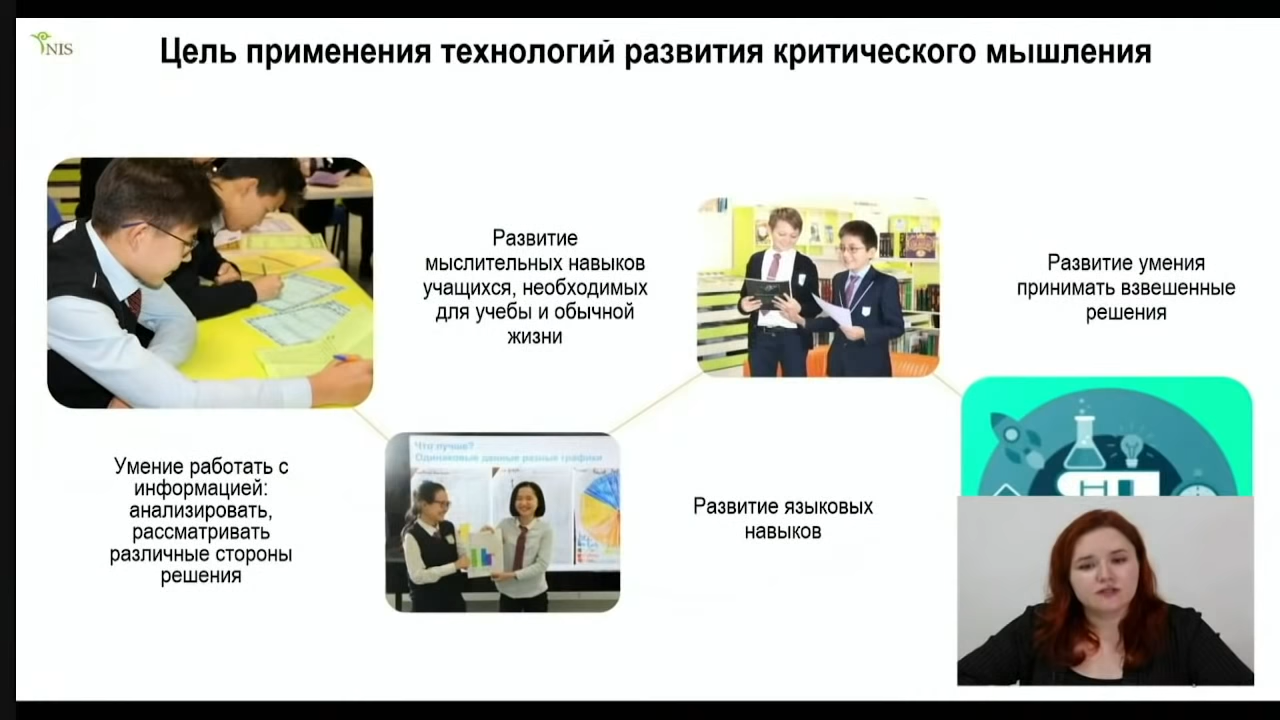 NIS
Цель применения технологий развития критического мышления
Развитие
мыслительных навыков
учащихся, необходимых
для учебы и обычной
жизни
Развитие умения
принимать взвешенные
решения
Умение работать с
информацией:
анализировать,
рассматривать
различные стороны
решения
Что лучше?
Одинаковые данные разные графики
Развитие языковых
навыков